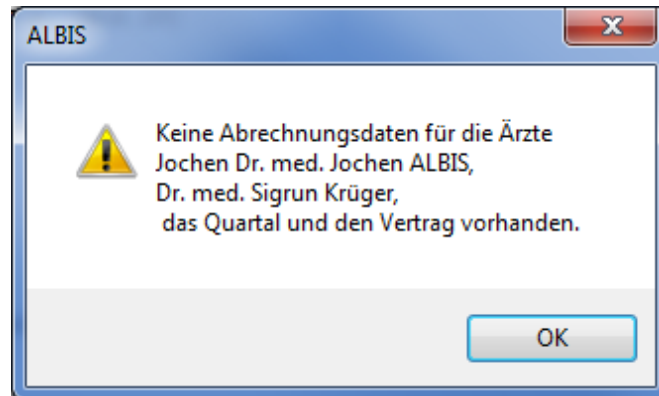 ALBIS
Keine Abrechnungsdaten für die Ärzte
Jochen Dr. med. Jochen ALBIS,
Dr. med. Sigrun Krüger,
das Quartal und den Vertrag vorhanden.
OK